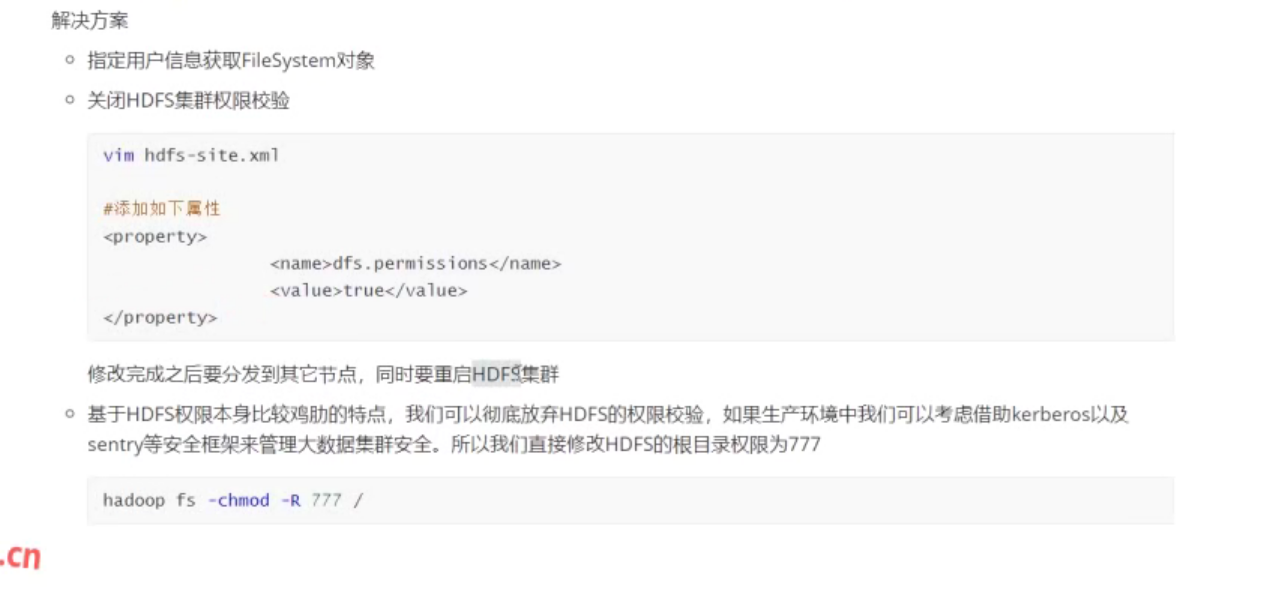 解决方案
指定用户信息获取FileSystem对象
关闭HDFS集群权限校验
vim hdfs-site.xml
#添加如下属性
<property>
<name>dfs.permissions</name>
<value>true</value>
</property>
修改完成之后要分发到其它节点，同时要重启HDFS集群
基于HDFS权限本身比较鸡肋的特点，我们可以彻底放弃HDFS的权限校验，如果生产环境中我们可以考虑借助kerberos以及
sentry等安全框架来管理大数据集群安全。所以我们直接修改HDFS的根目录权限为777
hadoop fs -chmod -R 777 /
.cn